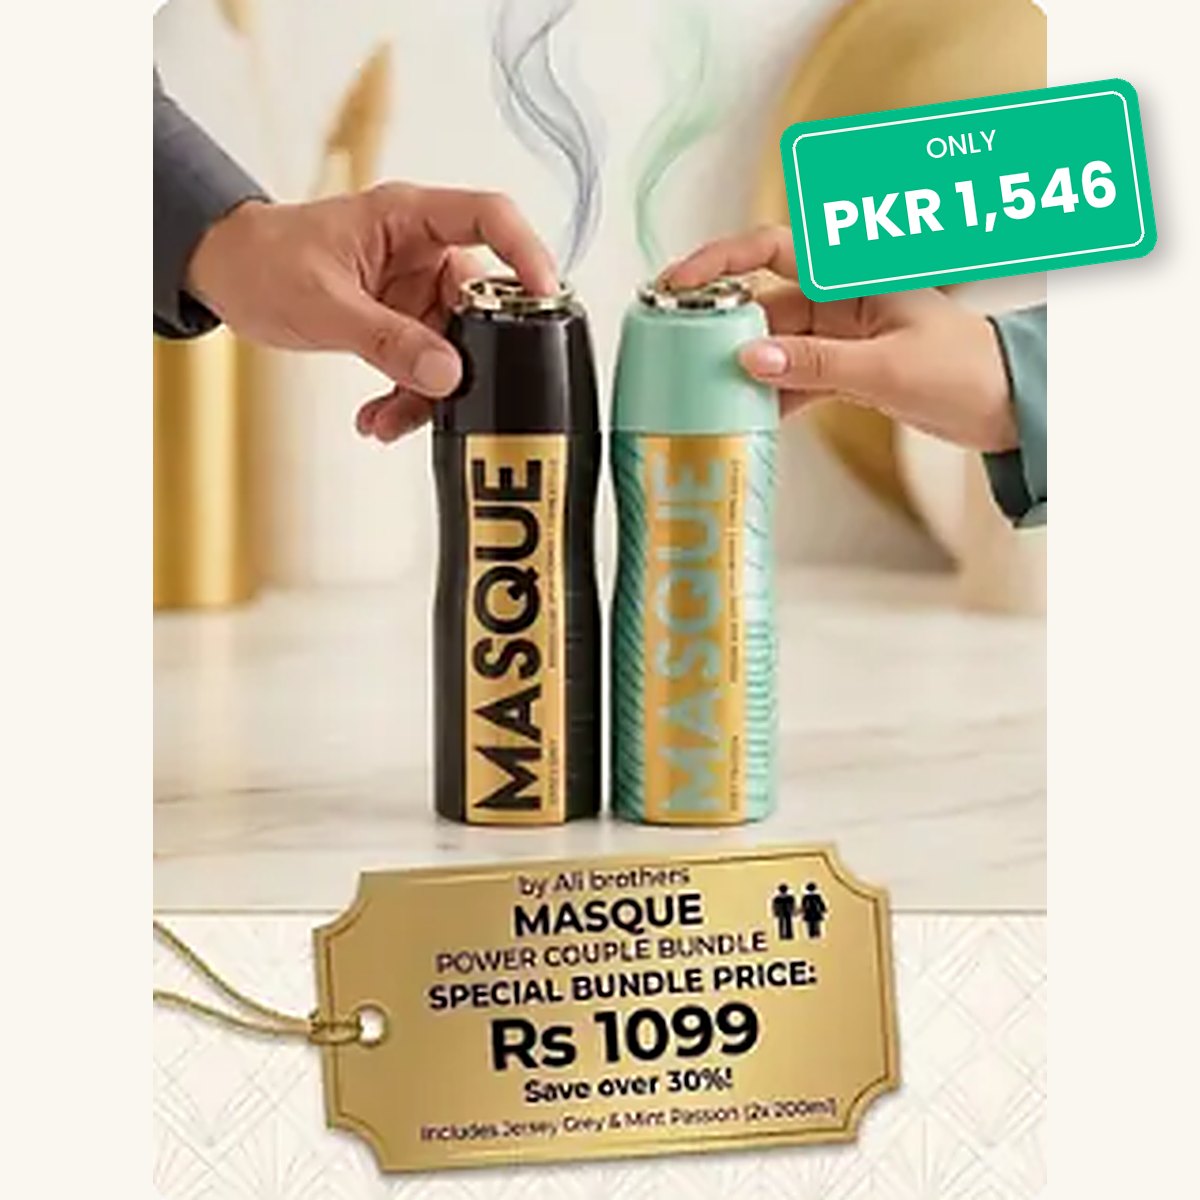 ONLY
PKR 1,546
MASQUE
MASQUE
by Ali brothers
MASQUE
POWER COUPLE BUNDLE
SPECIAL BUNDLE PRICE:
Rs 1099
Save over 30%!
Includes Jersey Grey & Mint Passion (2x 200ml)